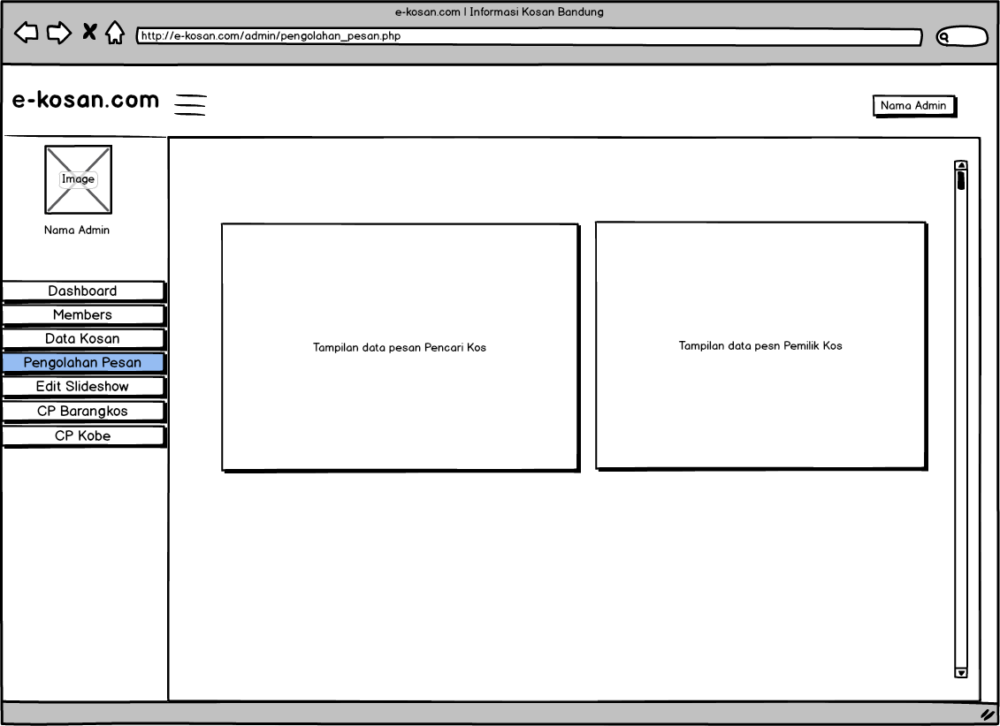 e-kosan.com | Informasi Kosan Bandung
http://e-kosan.com/admin/pengolahan_pesan.php
e-kosan.com
Nama Admin
Image
Nama Admin
Dashboard
Members
Data Kosan
Pengolahan Pesan
Edit Slideshow
CP Barangkos
CP Kobe
Tampilan data pesan Pencari Kos
Tampilan data pesn Pemilik Kos